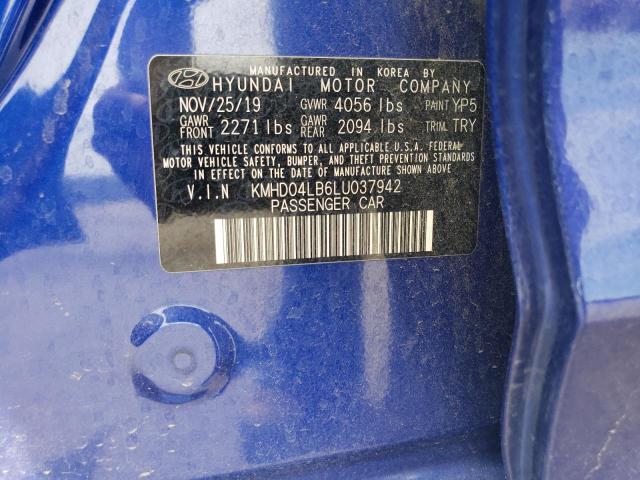 MANUFACTURED IN KOREA BY
HYUNDAI MOTOR COMPANY
NOV/25/19 GVWR 4056 lbs PAINT YP5
GAWR FRONT 2271 lbs GAWR REAR 2094 lbs TRIM TRY
THIS VEHICLE CONFORMS TO ALL APPLICABLE U.S.A. FEDERAL
MOTOR VEHICLE SAFETY, BUMPER, AND THEFT PREVENTION STANDARDS
IN EFFECT ON THE DATE OF MANUFACTURE SHOWN ABOVE.
V.I.N KMHD04LB6LU037942
PASSENGER CAR